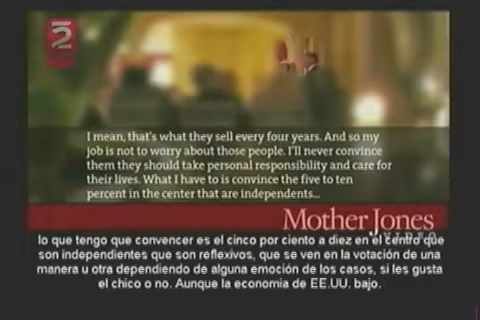 2
I mean, that's what they sell every four years. And so my
job is not to worry about those people. I'll never convince
them they should take personal responsibility and care for
their lives. What I have to is convince the five to ten
percent in the center that are independents...
Mother Jones
VIDEO
lo que tengo que convencer es el cinco por ciento a diez en el centro que
son independientes que son reflexivos, que se ven en la votación de una
manera u otra dependiendo de alguna emoción de los casos, si les gusta
el chico o no. Aunque la economia de EE.UU. bajo.